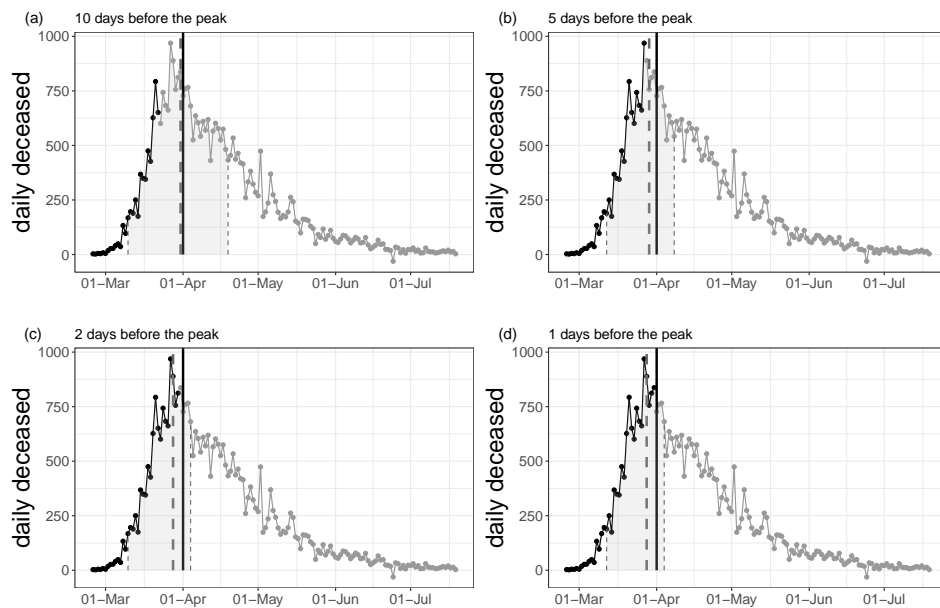 (a) 10 days before the peak
daily deceased
1000
750
500
250
0
01–Mar 01–Apr 01–May 01–Jun 01–Jul
(b) 5 days before the peak
daily deceased
1000
750
500
250
0
01–Mar 01–Apr 01–May 01–Jun 01–Jul
(c) 2 days before the peak
daily deceased
1000
750
500
250
0
01–Mar 01–Apr 01–May 01–Jun 01–Jul
(d) 1 days before the peak
daily deceased
1000
750
500
250
0
01–Mar 01–Apr 01–May 01–Jun 01–Jul